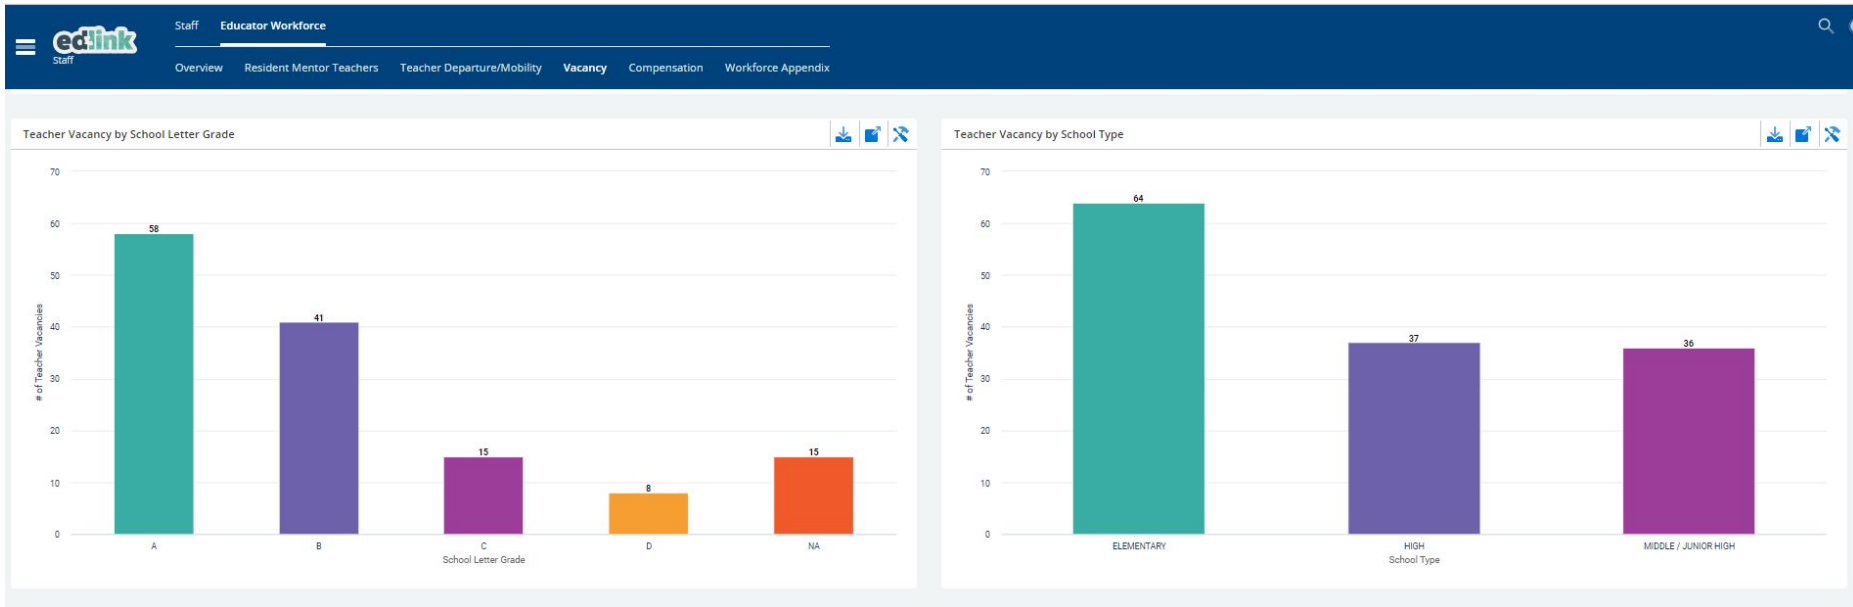 Staff Educator Workforce
edlink
Staff
Overview Resident Mentor Teachers Teacher Departure/Mobility Vacancy Compensation Workforce Appendix
Teacher Vacancy by School Letter Grade
70
60
50
40
30
20
10
0
# of Teacher Vacancies
58
41
15
8
15
A B C D NA
School Letter Grade
Teacher Vacancy by School Type
70
60
50
40
30
20
10
0
# of Teacher Vacancies
64
37
36
ELEMENTARY HIGH MIDDLE / JUNIOR HIGH
School Type